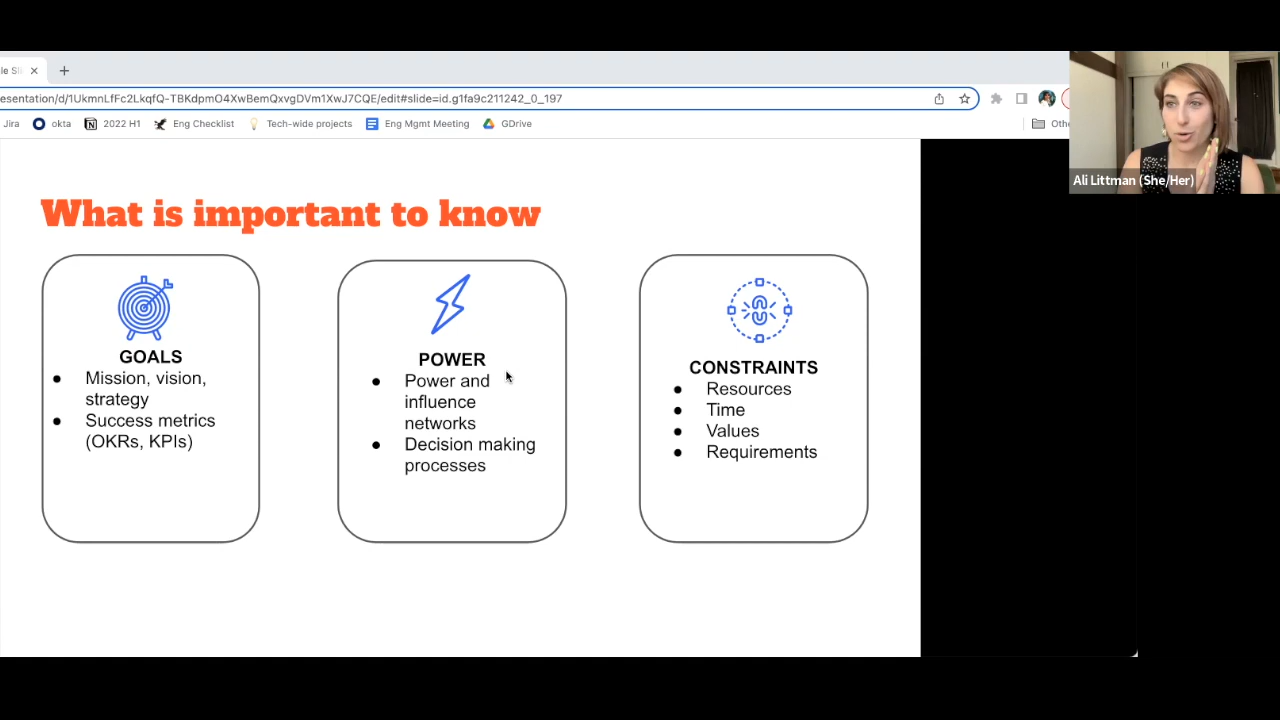 le Sli
esentation/d/1UkmnLfFc2LkqfQ-TBKdpmO4XwBemQxvgDVm1XwJ7CQE/edit#slide=id.g1fa9c211242_0_197
Jira okta 2022 H1 Eng Checklist Tech-wide projects Eng Mgmt Meeting GDrive Othe
Ali Littman (She/Her)
What is important to know
GOALS
● Mission, vision,
strategy
● Success metrics
(OKRs, KPIs)
POWER
● Power and
influence
networks
● Decision making
processes
CONSTRAINTS
● Resources
● Time
● Values
● Requirements